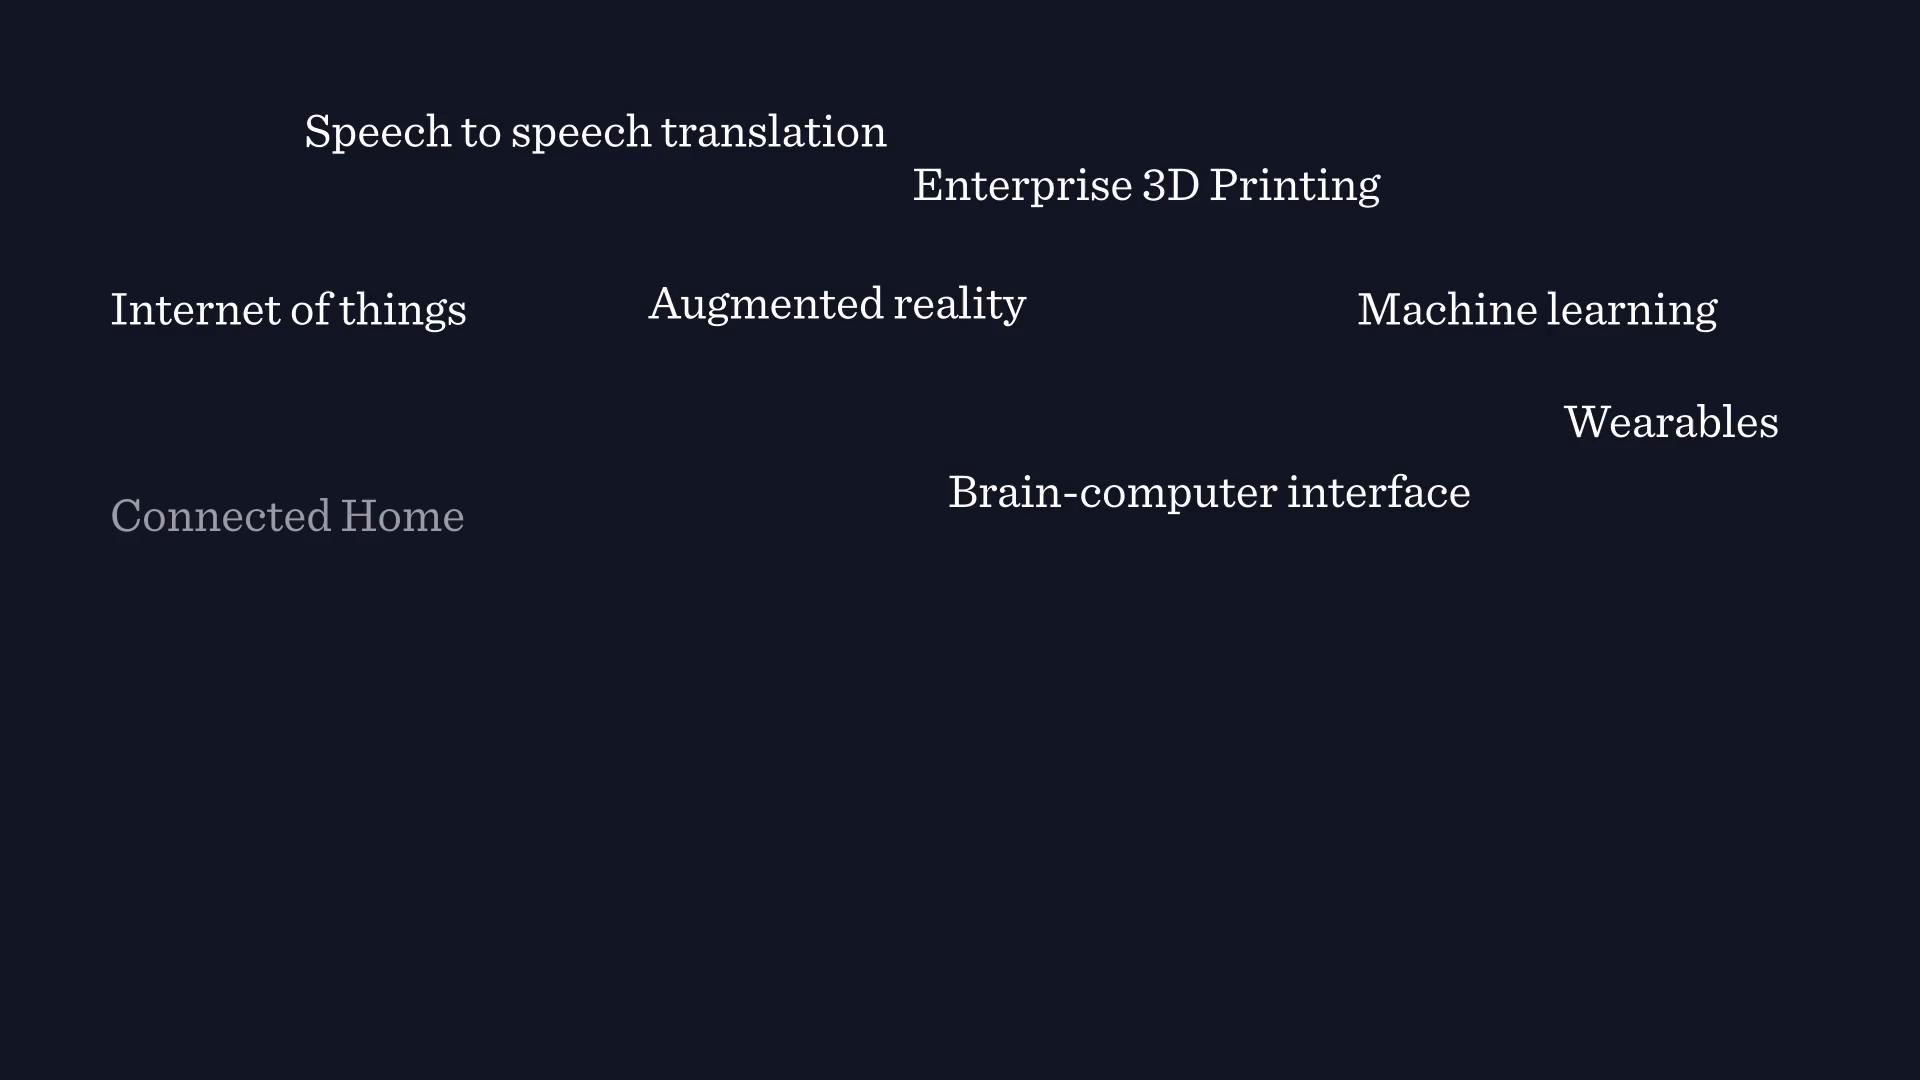 Speech to speech translation
Enterprise 3D Printing
Internet of things
Augmented reality
Machine learning
Wearables
Brain-computer interface
Connected Home